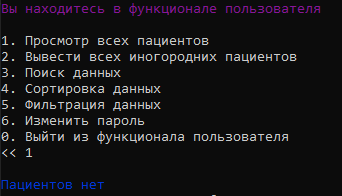 Вы находитесь в функционале пользователя
1. Просмотр всех пациентов
2. Вывести всех иногородних пациентов
3. Поиск данных
4. Сортировка данных
5. Фильтрация данных
6. Изменить пароль
0. Выйти из функционала пользователя
<< 1
Пациентов нет